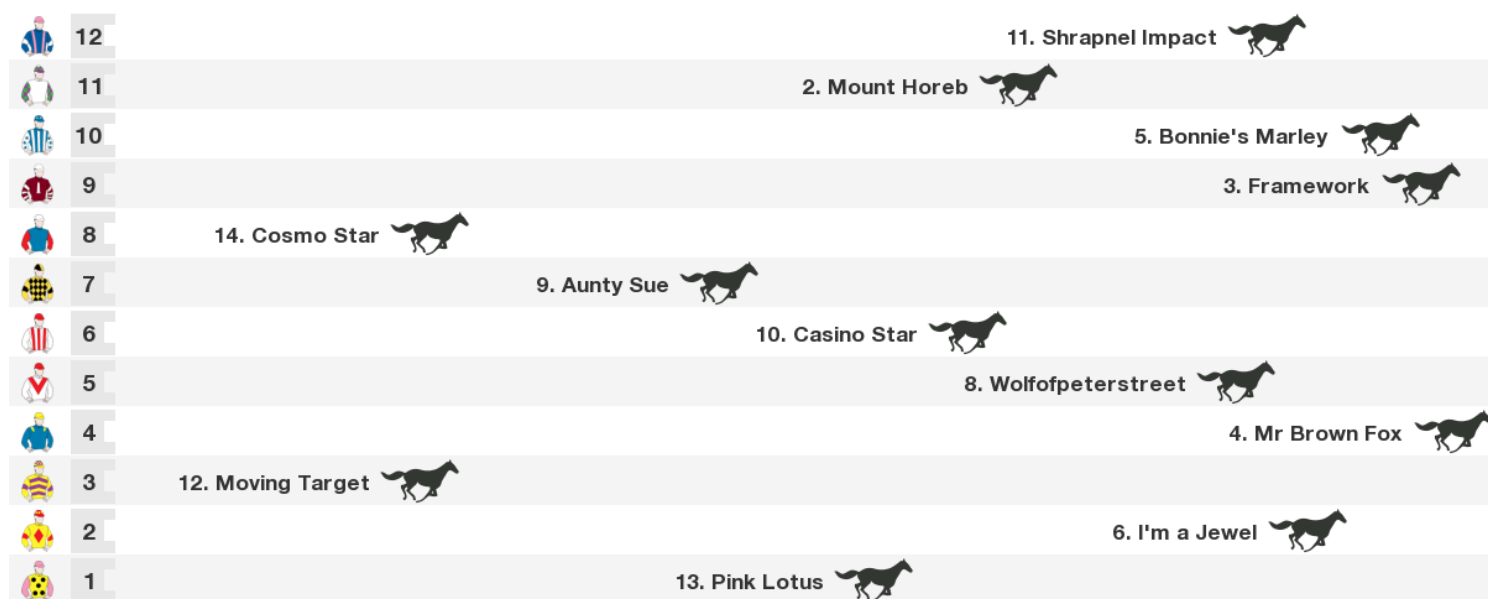 12 11. Shrapnel Impact
11 2. Mount Horeb
10 5. Bonnie's Marley
9 3. Framework
8 14. Cosmo Star
7 9. Aunty Sue
6 10. Casino Star
5 8. Wolfofpeterstreet
4 4. Mr Brown Fox
3 12. Moving Target
2 6. I'm a Jewel
1 13. Pink Lotus